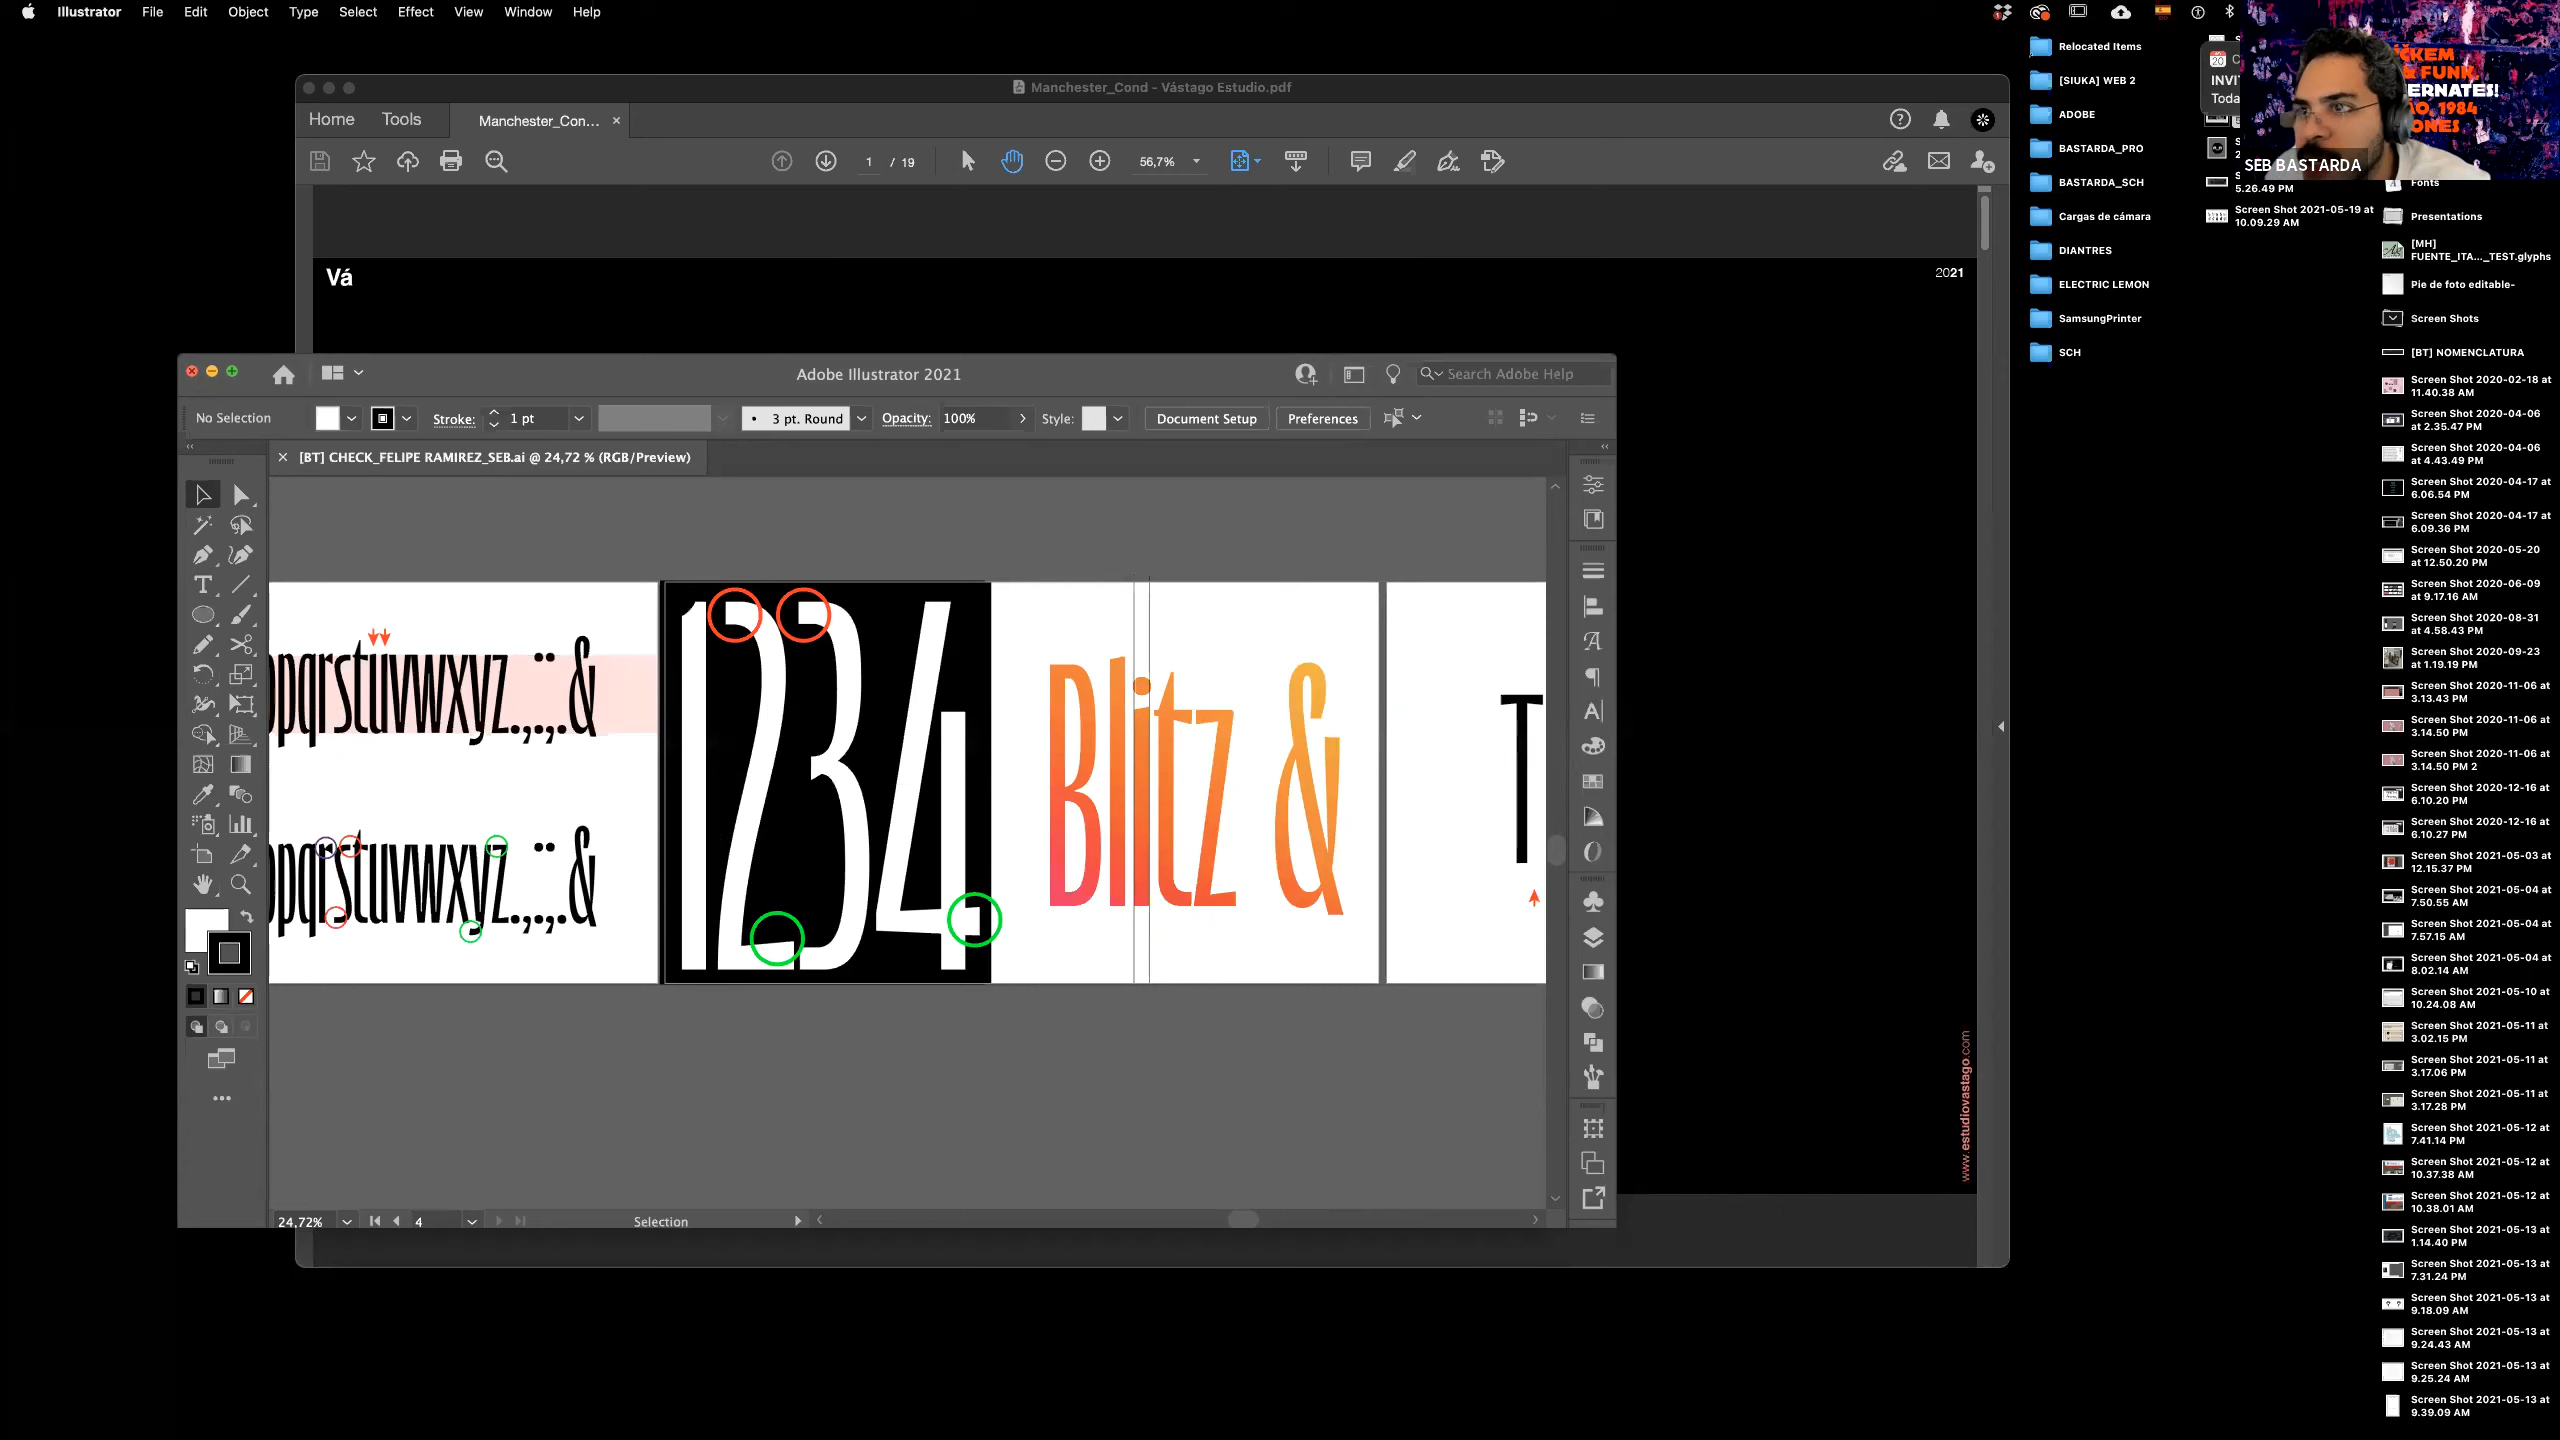 Illustrator File Edit Object Type Select Effect View Window Help
Manchester_Cond - Vástago Estudio.pdf
Home Tools Manchester_Con... ×
1 / 19 56,7%
Vá
2021
www.estudiovastago.com
Adobe Illustrator 2021
Search Adobe Help
No Selection Stroke: 1 pt 3 pt. Round Opacity: 100% Style: Document Setup Preferences
× [BT] CHECK_FELIPE RAMIREZ_SEB.ai @ 24,72 % (RGB/Preview)
pqrstuvwxyz.,:;.&
pqrstuvwxyz.,:;.&
1234
Blitz &
T
24,72% 4 Selection
Relocated Items
[SIUKA] WEB 2
ADOBE
BASTARDA_PRO
BASTARDA_SCH
Cargas de cámara
DIANTRES
ELECTRIC LEMON
SamsungPrinter
SCH
20
INVI
Toda
5.26.49 PM
Screen Shot 2021-05-19 at
10.09.29 AM
CKEM
& FUNK
ERNATES!
AO, 1984
ONES
SEB BASTARDA
Fonts
Presentations
[MH]
FUENTE_ITA..._TEST.glyphs
Pie de foto editable-
Screen Shots
[BT] NOMENCLATURA
Screen Shot 2020-02-18 at
11.40.38 AM
Screen Shot 2020-04-06
at 2.35.47 PM
Screen Shot 2020-04-06
at 4.43.49 PM
Screen Shot 2020-04-17 at
6.06.54 PM
Screen Shot 2020-04-17 at
6.09.36 PM
Screen Shot 2020-05-20
at 12.50.20 PM
Screen Shot 2020-06-09
at 9.17.16 AM
Screen Shot 2020-08-31
at 4.58.43 PM
Screen Shot 2020-09-23
at 1.19.19 PM
Screen Shot 2020-11-06 at
3.13.43 PM
Screen Shot 2020-11-06 at
3.14.50 PM
Screen Shot 2020-11-06 at
3.14.50 PM 2
Screen Shot 2020-12-16 at
6.10.20 PM
Screen Shot 2020-12-16 at
6.10.27 PM
Screen Shot 2021-05-03 at
12.15.37 PM
Screen Shot 2021-05-04 at
7.50.55 AM
Screen Shot 2021-05-04 at
7.57.15 AM
Screen Shot 2021-05-04 at
8.02.14 AM
Screen Shot 2021-05-10 at
10.24.08 AM
Screen Shot 2021-05-11 at
3.02.15 PM
Screen Shot 2021-05-11 at
3.17.06 PM
Screen Shot 2021-05-11 at
3.17.28 PM
Screen Shot 2021-05-12 at
7.41.14 PM
Screen Shot 2021-05-12 at
10.37.38 AM
Screen Shot 2021-05-12 at
10.38.01 AM
Screen Shot 2021-05-13 at
1.14.40 PM
Screen Shot 2021-05-13 at
7.31.24 PM
Screen Shot 2021-05-13 at
9.18.09 AM
Screen Shot 2021-05-13 at
9.24.43 AM
Screen Shot 2021-05-13 at
9.25.24 AM
Screen Shot 2021-05-13 at
9.39.09 AM